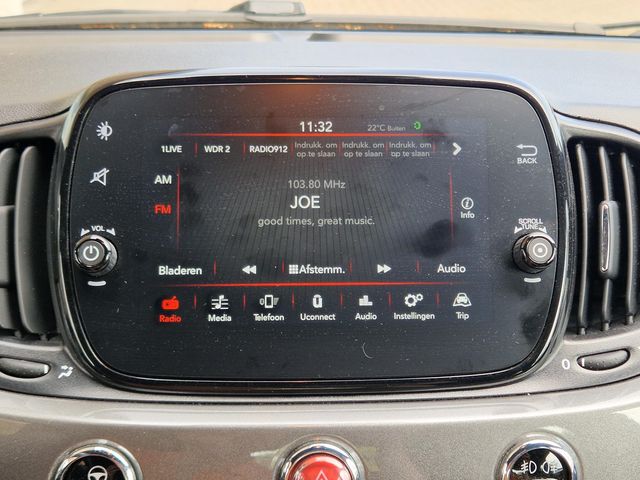 11:32 22°C Buiten
1LIVE WDR 2 RADIO912 Indrukk. om op te slaan Indrukk. om op te slaan Indrukk. om op te slaan
BACK
AM
103.80 MHz
FM
JOE
Info
good times, great music.
VOL
SCROLL TUNE
Bladeren Afstemm. Audio
Radio Media Telefoon Uconnect Audio Instellingen Trip
0 1